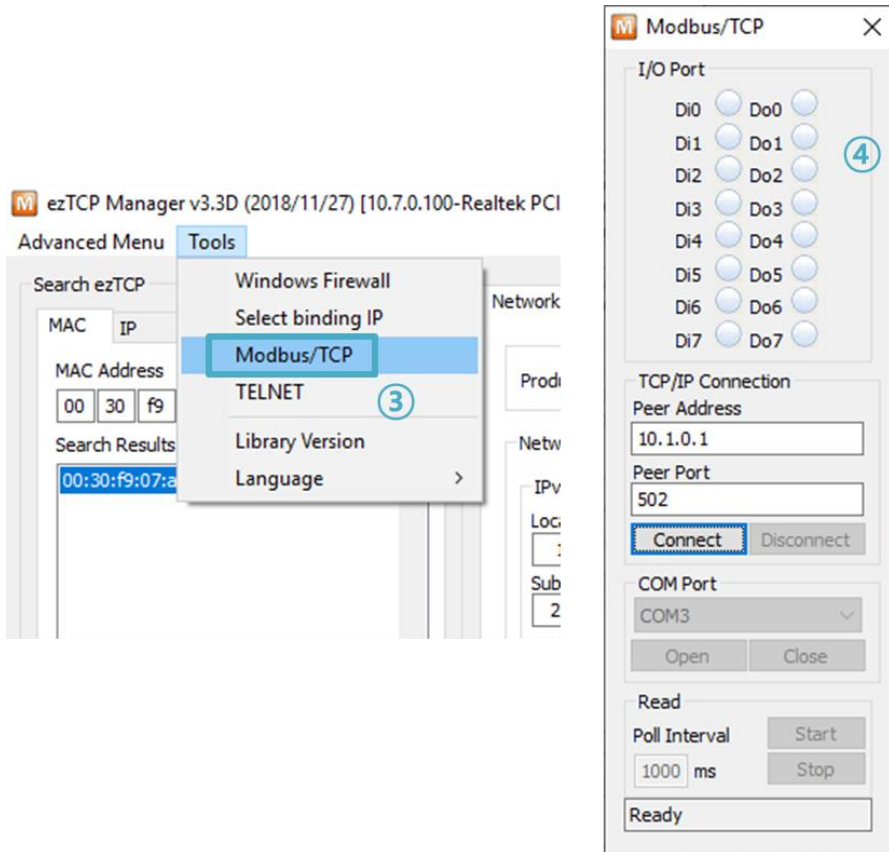 ezTCP Manager v3.3D (2018/11/27) [10.7.0.100-Realtek PCI
Advanced Menu Tools
Search ezTCP
MAC IP
MAC Address
00 30 f9
Search Results
00:30:f9:07:a
Windows Firewall
Select binding IP
Modbus/TCP
TELNET
③
Library Version
Language >
Network
Produ
Netw
IPv
Loca
1
Sub
2
Modbus/TCP
I/O Port
Di0 Do0
Di1 Do1
④
Di2 Do2
Di3 Do3
Di4 Do4
Di5 Do5
Di6 Do6
Di7 Do7
TCP/IP Connection
Peer Address
10.1.0.1
Peer Port
502
Connect Disconnect
COM Port
COM3
Open Close
Read
Poll Interval Start
1000 ms Stop
Ready